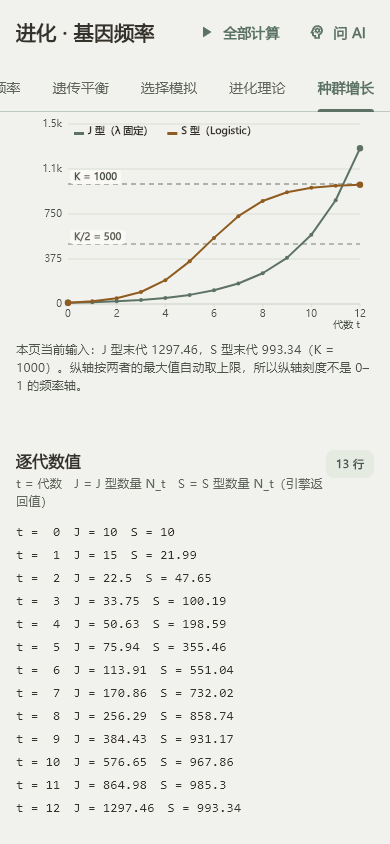 进化 · 基因频率
全部计算
问 AI
频率
遗传平衡
选择模拟
进化理论
种群增长
J 型（λ 固定）
S 型（Logistic）
1.5k
1.1k
750
375
0
K = 1000
K/2 = 500
0 2 4 6 8 10 12
代数 t
本页当前输入：J 型末代 1297.46，S 型末代 993.34（K =
1000）。纵轴按两者的最大值自动取上限，所以纵轴刻度不是 0–
1 的频率轴。
逐代数值
13 行
t = 代数 J = J 型数量 N_t S = S 型数量 N_t（引擎返
回值）
t = 0 J = 10 S = 10
t = 1 J = 15 S = 21.99
t = 2 J = 22.5 S = 47.65
t = 3 J = 33.75 S = 100.19
t = 4 J = 50.63 S = 198.59
t = 5 J = 75.94 S = 355.46
t = 6 J = 113.91 S = 551.04
t = 7 J = 170.86 S = 732.02
t = 8 J = 256.29 S = 858.74
t = 9 J = 384.43 S = 931.17
t = 10 J = 576.65 S = 967.86
t = 11 J = 864.98 S = 985.3
t = 12 J = 1297.46 S = 993.34